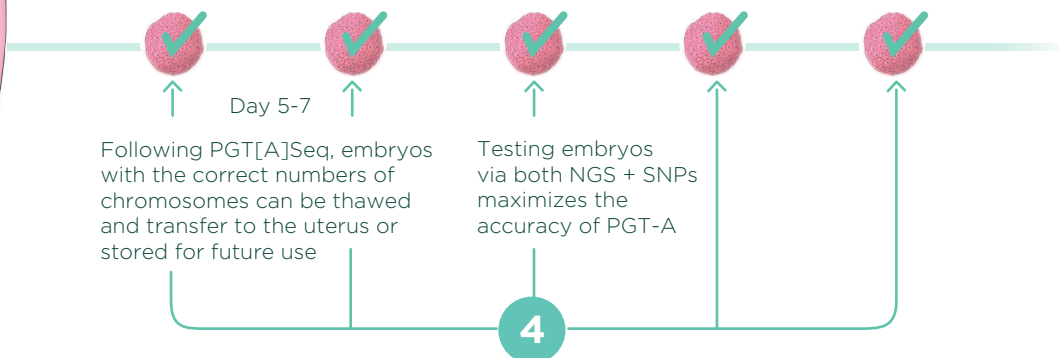 Day 5-7
Following PGT[A]Seq, embryos
with the correct numbers of
chromosomes can be thawed
and transfer to the uterus or
stored for future use
Testing embryos
via both NGS + SNPs
maximizes the
accuracy of PGT-A
4